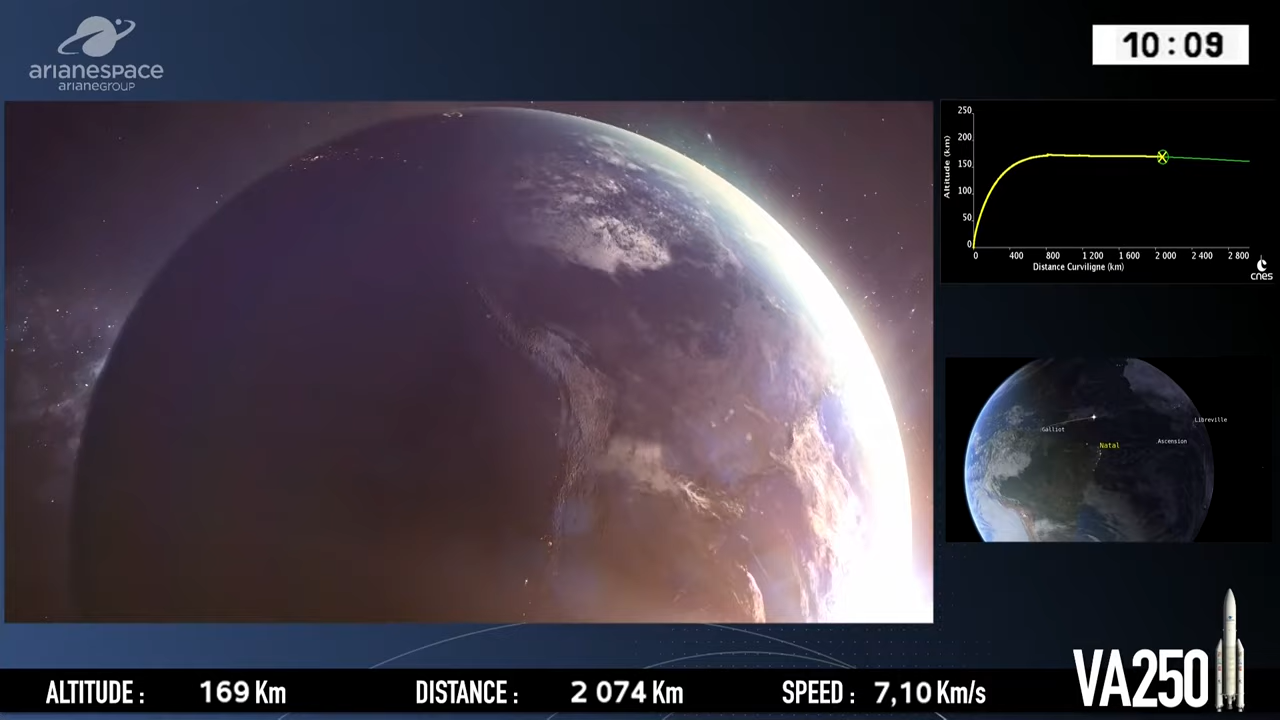 arianespace
arianeGROUP
10:09
250
200
150
100
50
0
Altitude (km)
0 400 800 1 200 1 600 2 000 2 400 2 800
Distance Curviligne (km)
cnes
Galliot
Natal
Ascension
Libreville
VA250
ALTITUDE : 169 Km DISTANCE : 2 074 Km SPEED : 7,10 Km/s